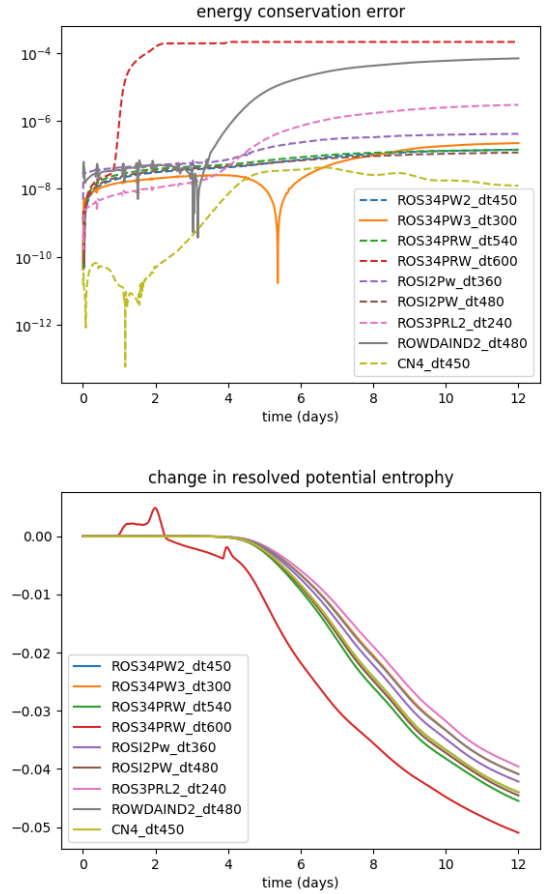 energy conservation error
10⁻⁴
10⁻⁶
10⁻⁸
10⁻¹⁰
10⁻¹²
ROS34PW2_dt450
ROS34PW3_dt300
ROS34PRW_dt540
ROS34PRW_dt600
ROSI2Pw_dt360
ROSI2PW_dt480
ROS3PRL2_dt240
ROWDAIND2_dt480
CN4_dt450
0 2 4 6 8 10 12
time (days)
change in resolved potential entrophy
0.00
−0.01
−0.02
−0.03
−0.04
−0.05
ROS34PW2_dt450
ROS34PW3_dt300
ROS34PRW_dt540
ROS34PRW_dt600
ROSI2Pw_dt360
ROSI2PW_dt480
ROS3PRL2_dt240
ROWDAIND2_dt480
CN4_dt450
0 2 4 6 8 10 12
time (days)